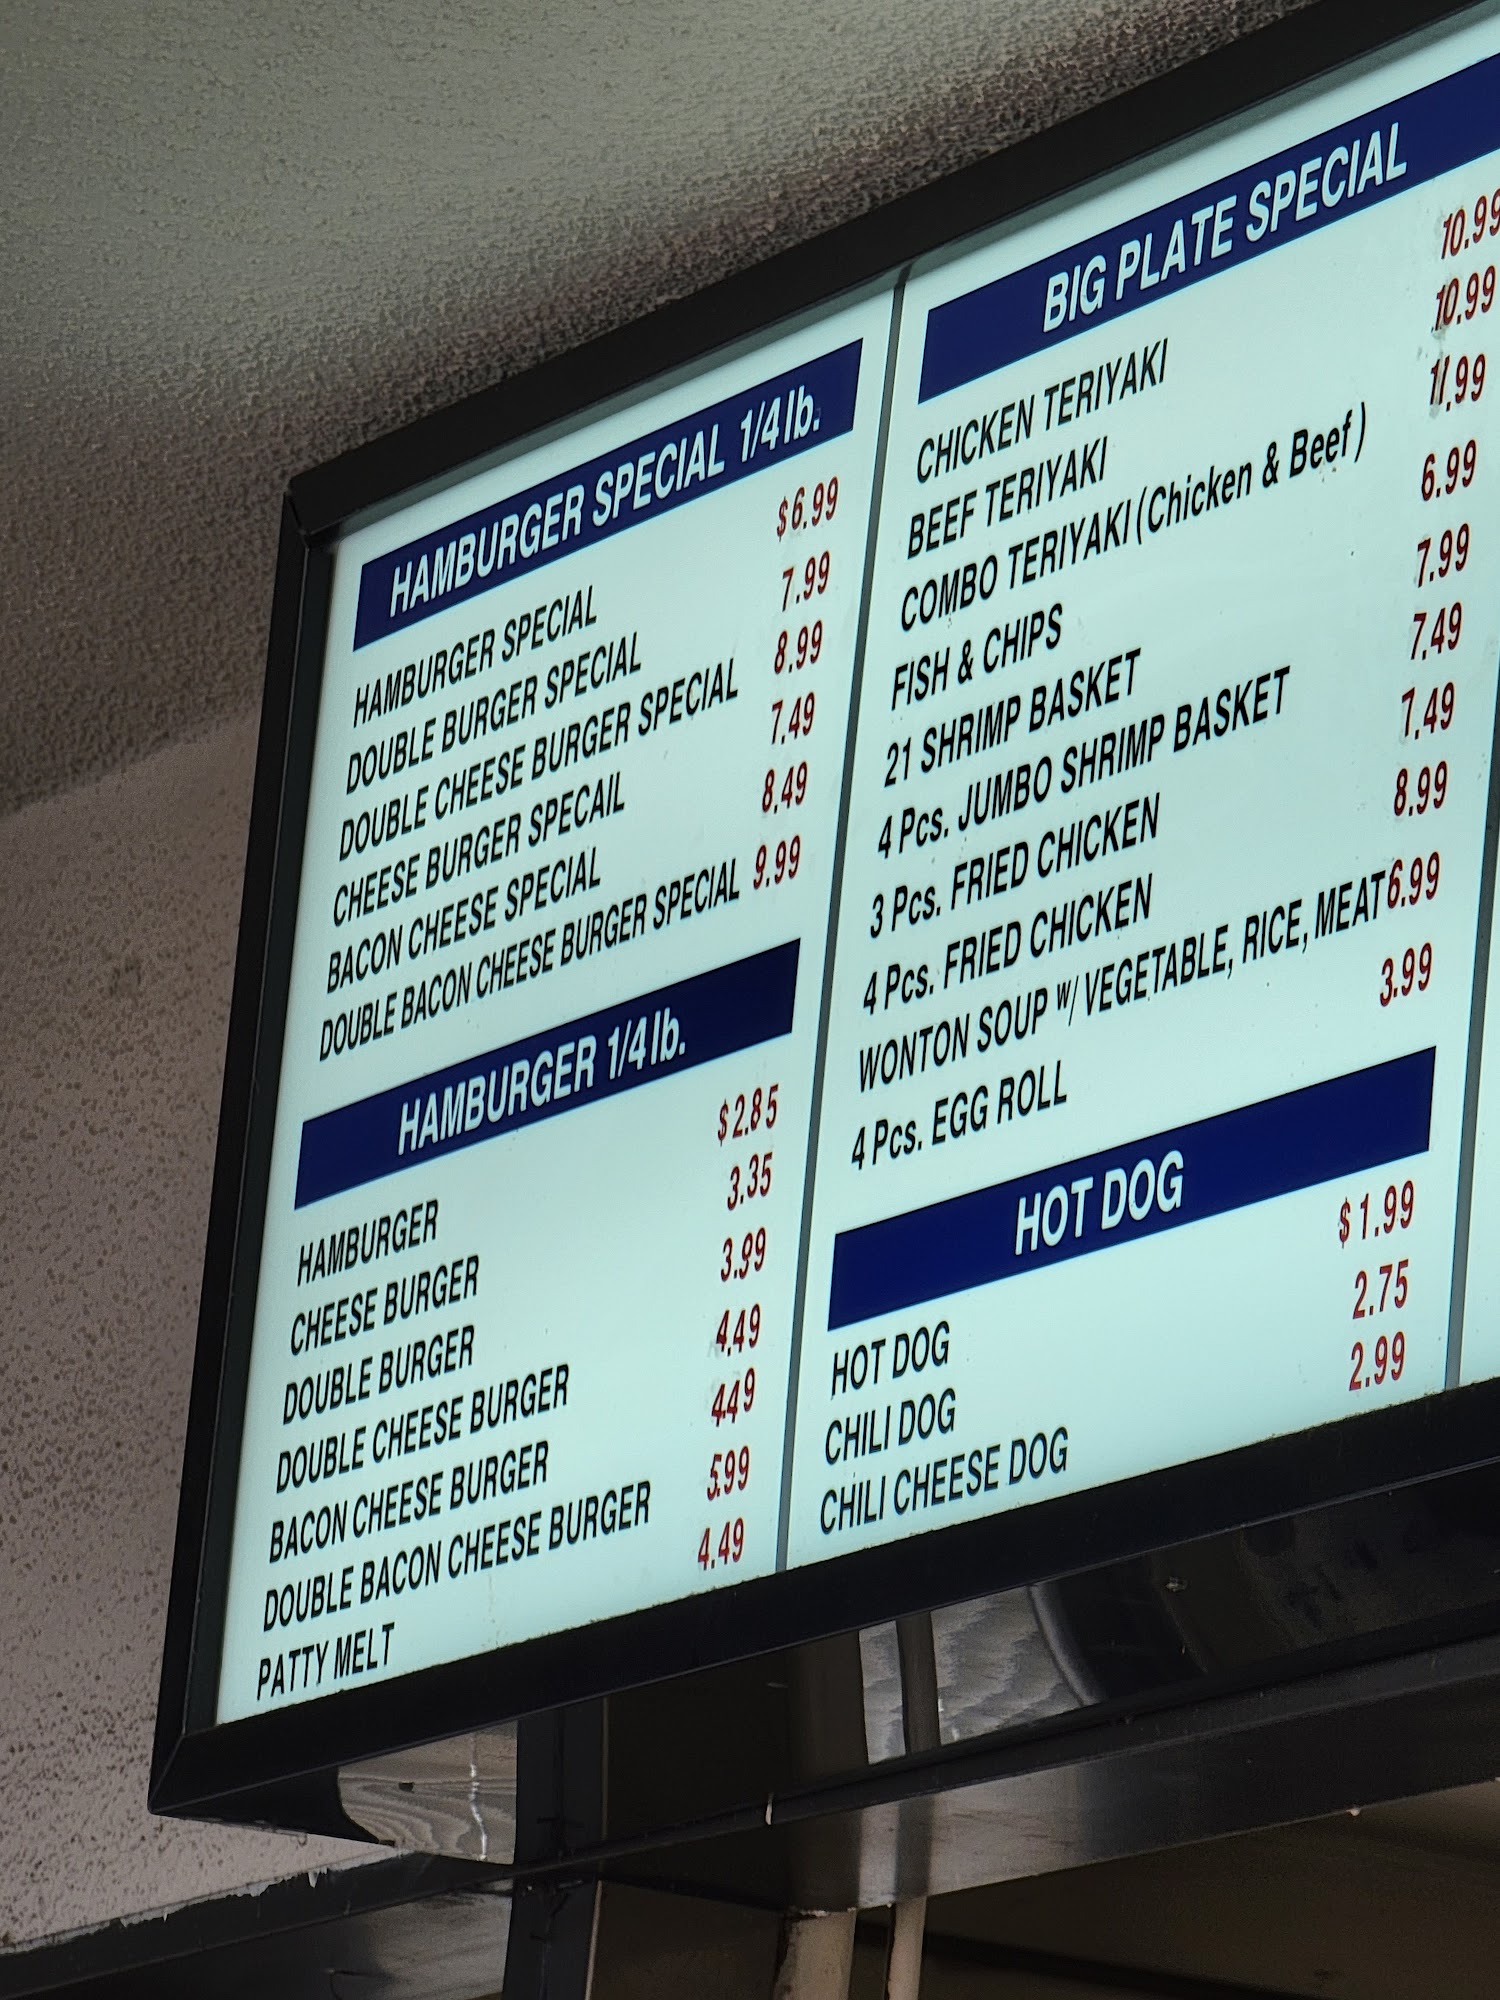 HAMBURGER SPECIAL 1/4 lb.
HAMBURGER SPECIAL $6.99
DOUBLE BURGER SPECIAL 7.99
DOUBLE CHEESE BURGER SPECIAL 8.99
CHEESE BURGER SPECAIL 7.49
BACON CHEESE SPECIAL 8.49
DOUBLE BACON CHEESE BURGER SPECIAL 9.99
HAMBURGER 1/4 lb.
HAMBURGER $2.85
CHEESE BURGER 3.35
DOUBLE BURGER 3.99
DOUBLE CHEESE BURGER 4.49
BACON CHEESE BURGER 4.49
DOUBLE BACON CHEESE BURGER 5.99
PATTY MELT 4.49
BIG PLATE SPECIAL
CHICKEN TERIYAKI 10.99
BEEF TERIYAKI 10.99
COMBO TERIYAKI (Chicken & Beef) 11.99
FISH & CHIPS 6.99
21 SHRIMP BASKET 7.99
4 Pcs. JUMBO SHRIMP BASKET 7.49
3 Pcs. FRIED CHICKEN 7.49
4 Pcs. FRIED CHICKEN 8.99
WONTON SOUP w/ VEGETABLE, RICE, MEAT 6.99
4 Pcs. EGG ROLL 3.99
HOT DOG
HOT DOG $1.99
CHILI DOG 2.75
CHILI CHEESE DOG 2.99